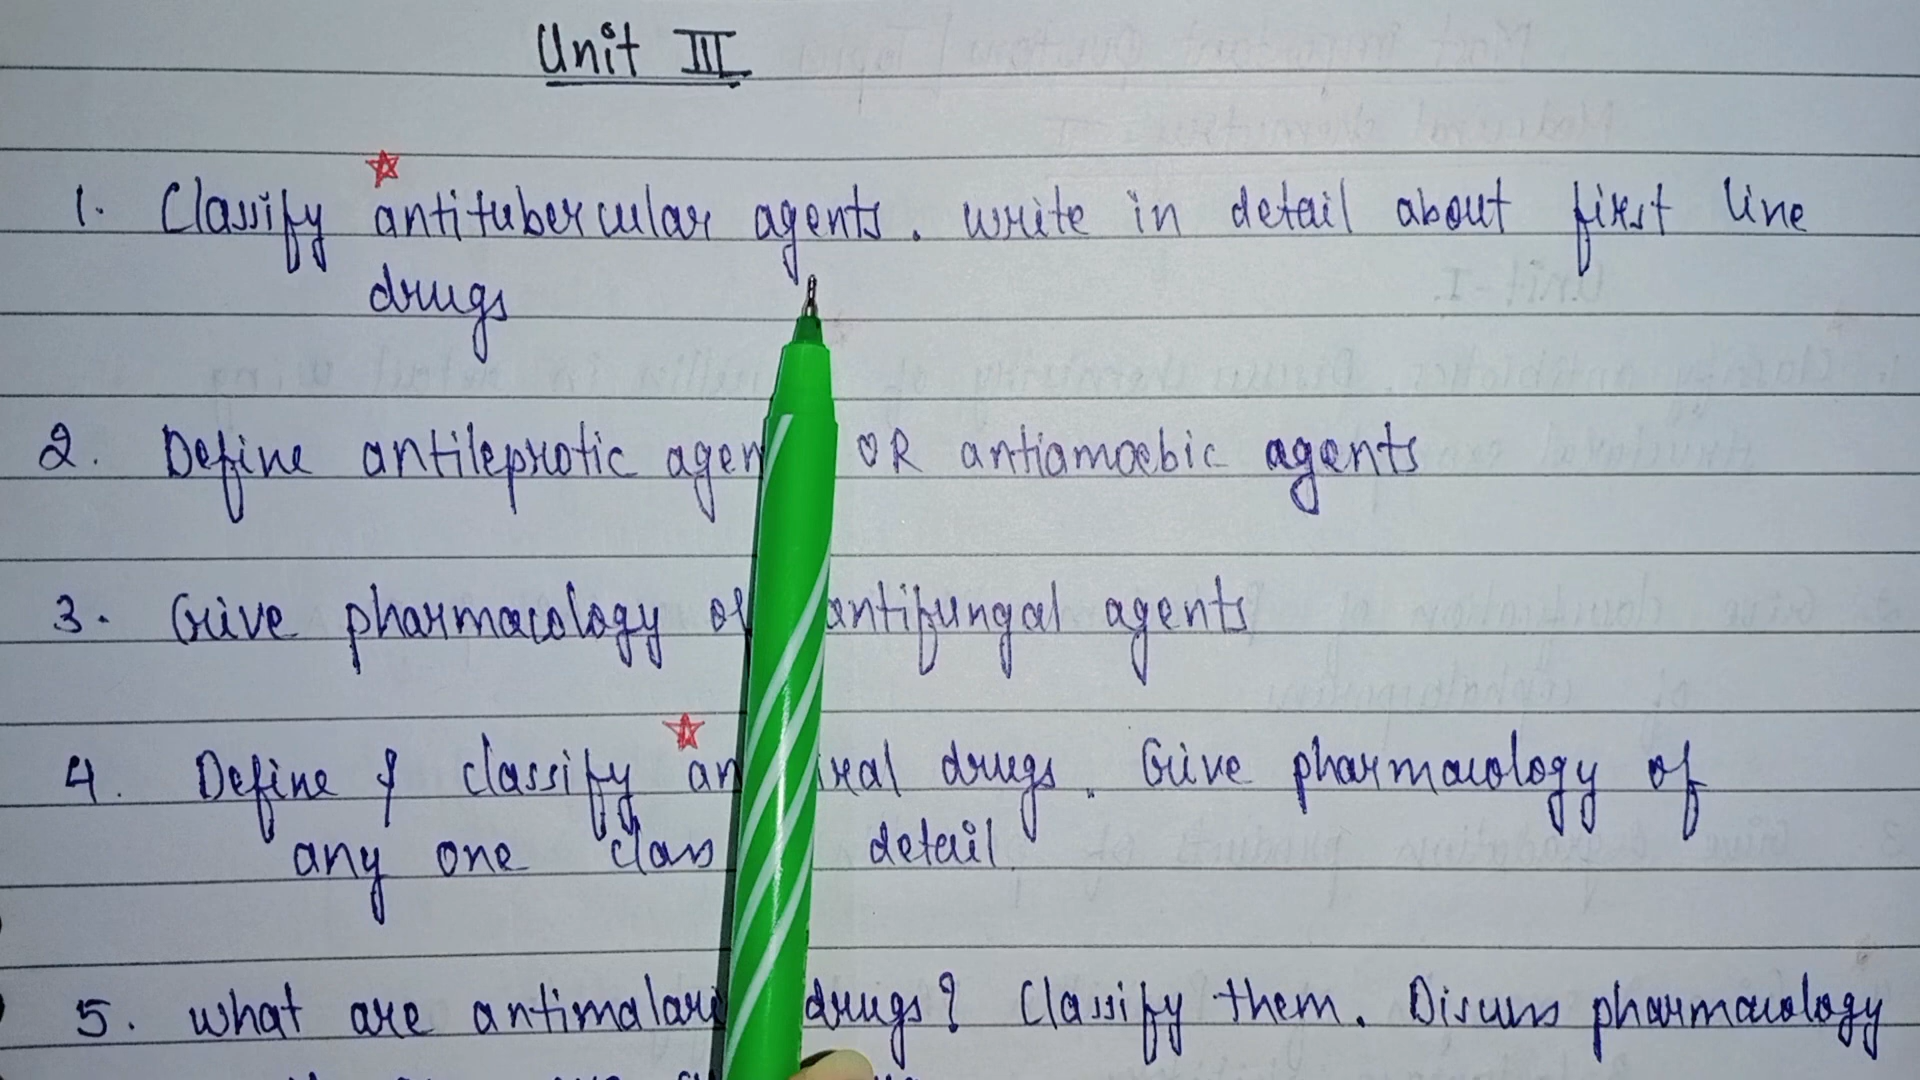 Unit III
1. Classify antitubercular agents. write in detail about first line
drugs
2. Define antileprotic agen OR antiamoebic agents
3. Give pharmacology of antifungal agents
4. Define & classify an iral drugs. Give pharmacology of
any one class detail.
5. what are antimalari drugs? Classify them. Discuss pharmacology